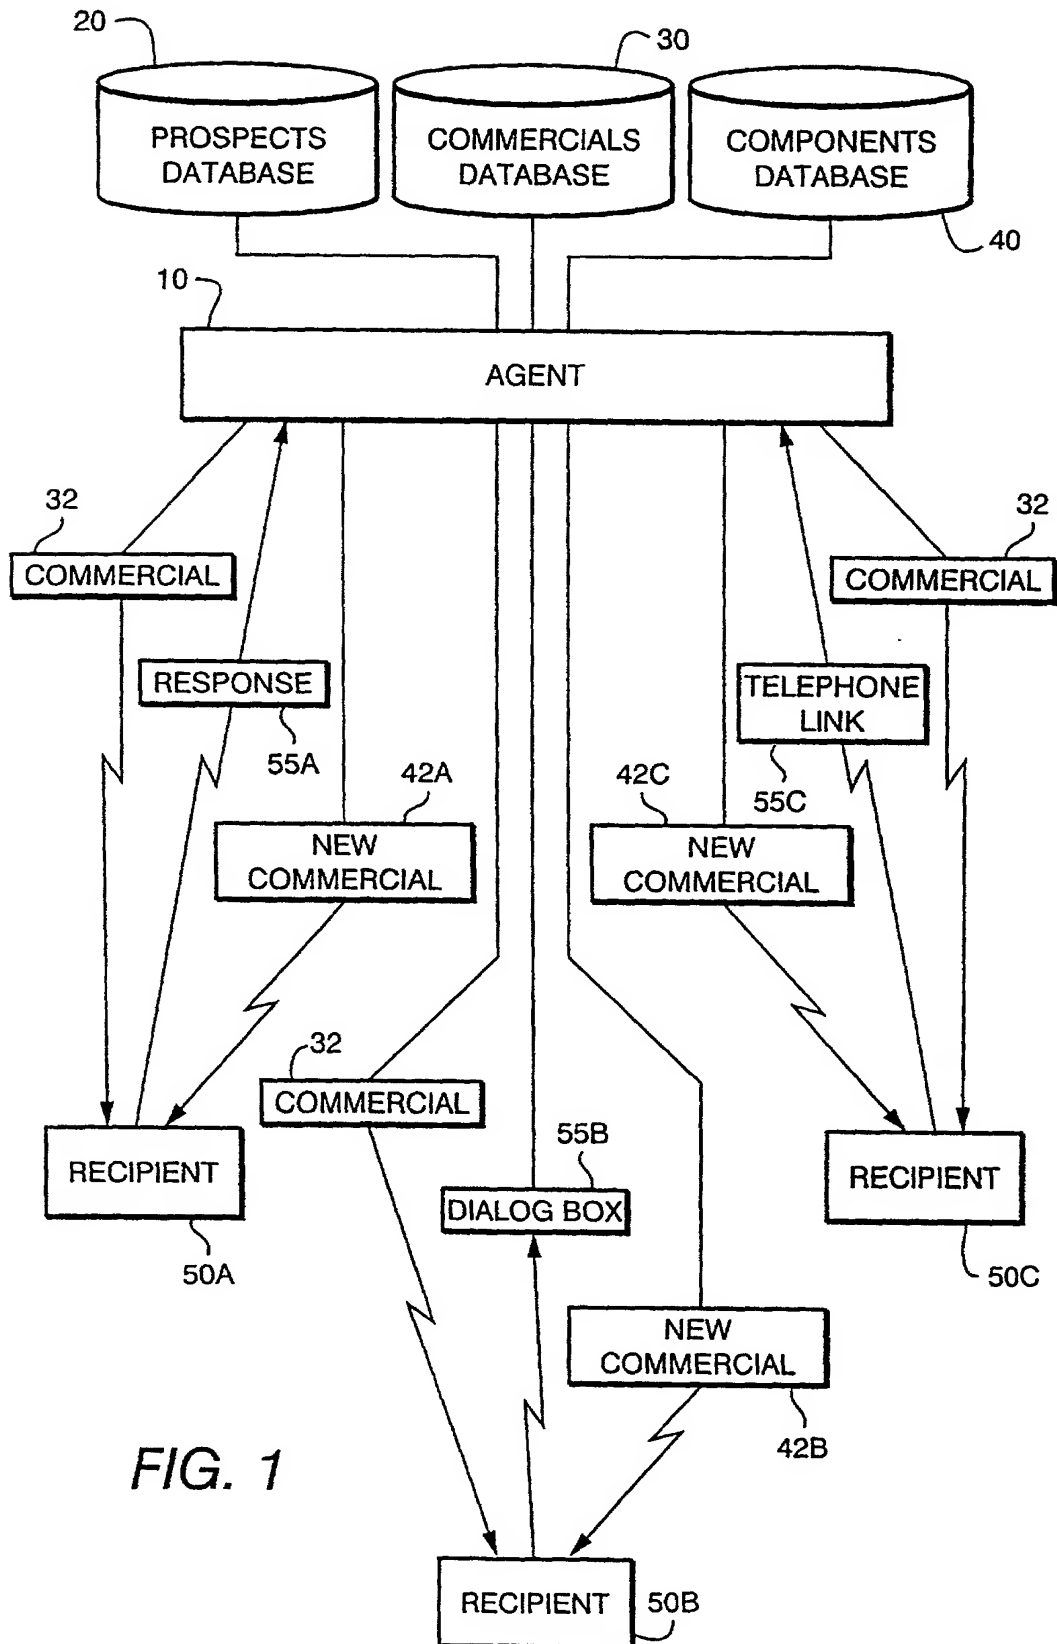 20
30
PROSPECTS
DATABASE
COMMERCIALS
DATABASE
COMPONENTS
DATABASE
40
10
AGENT
32
COMMERCIAL
32
COMMERCIAL
RESPONSE
55A
TELEPHONE
LINK
55C
42A
NEW
COMMERCIAL
42C
NEW
COMMERCIAL
32
COMMERCIAL
RECIPIENT
50A
55B
DIALOG BOX
RECIPIENT
50C
NEW
COMMERCIAL
42B
FIG. 1
RECIPIENT
50B